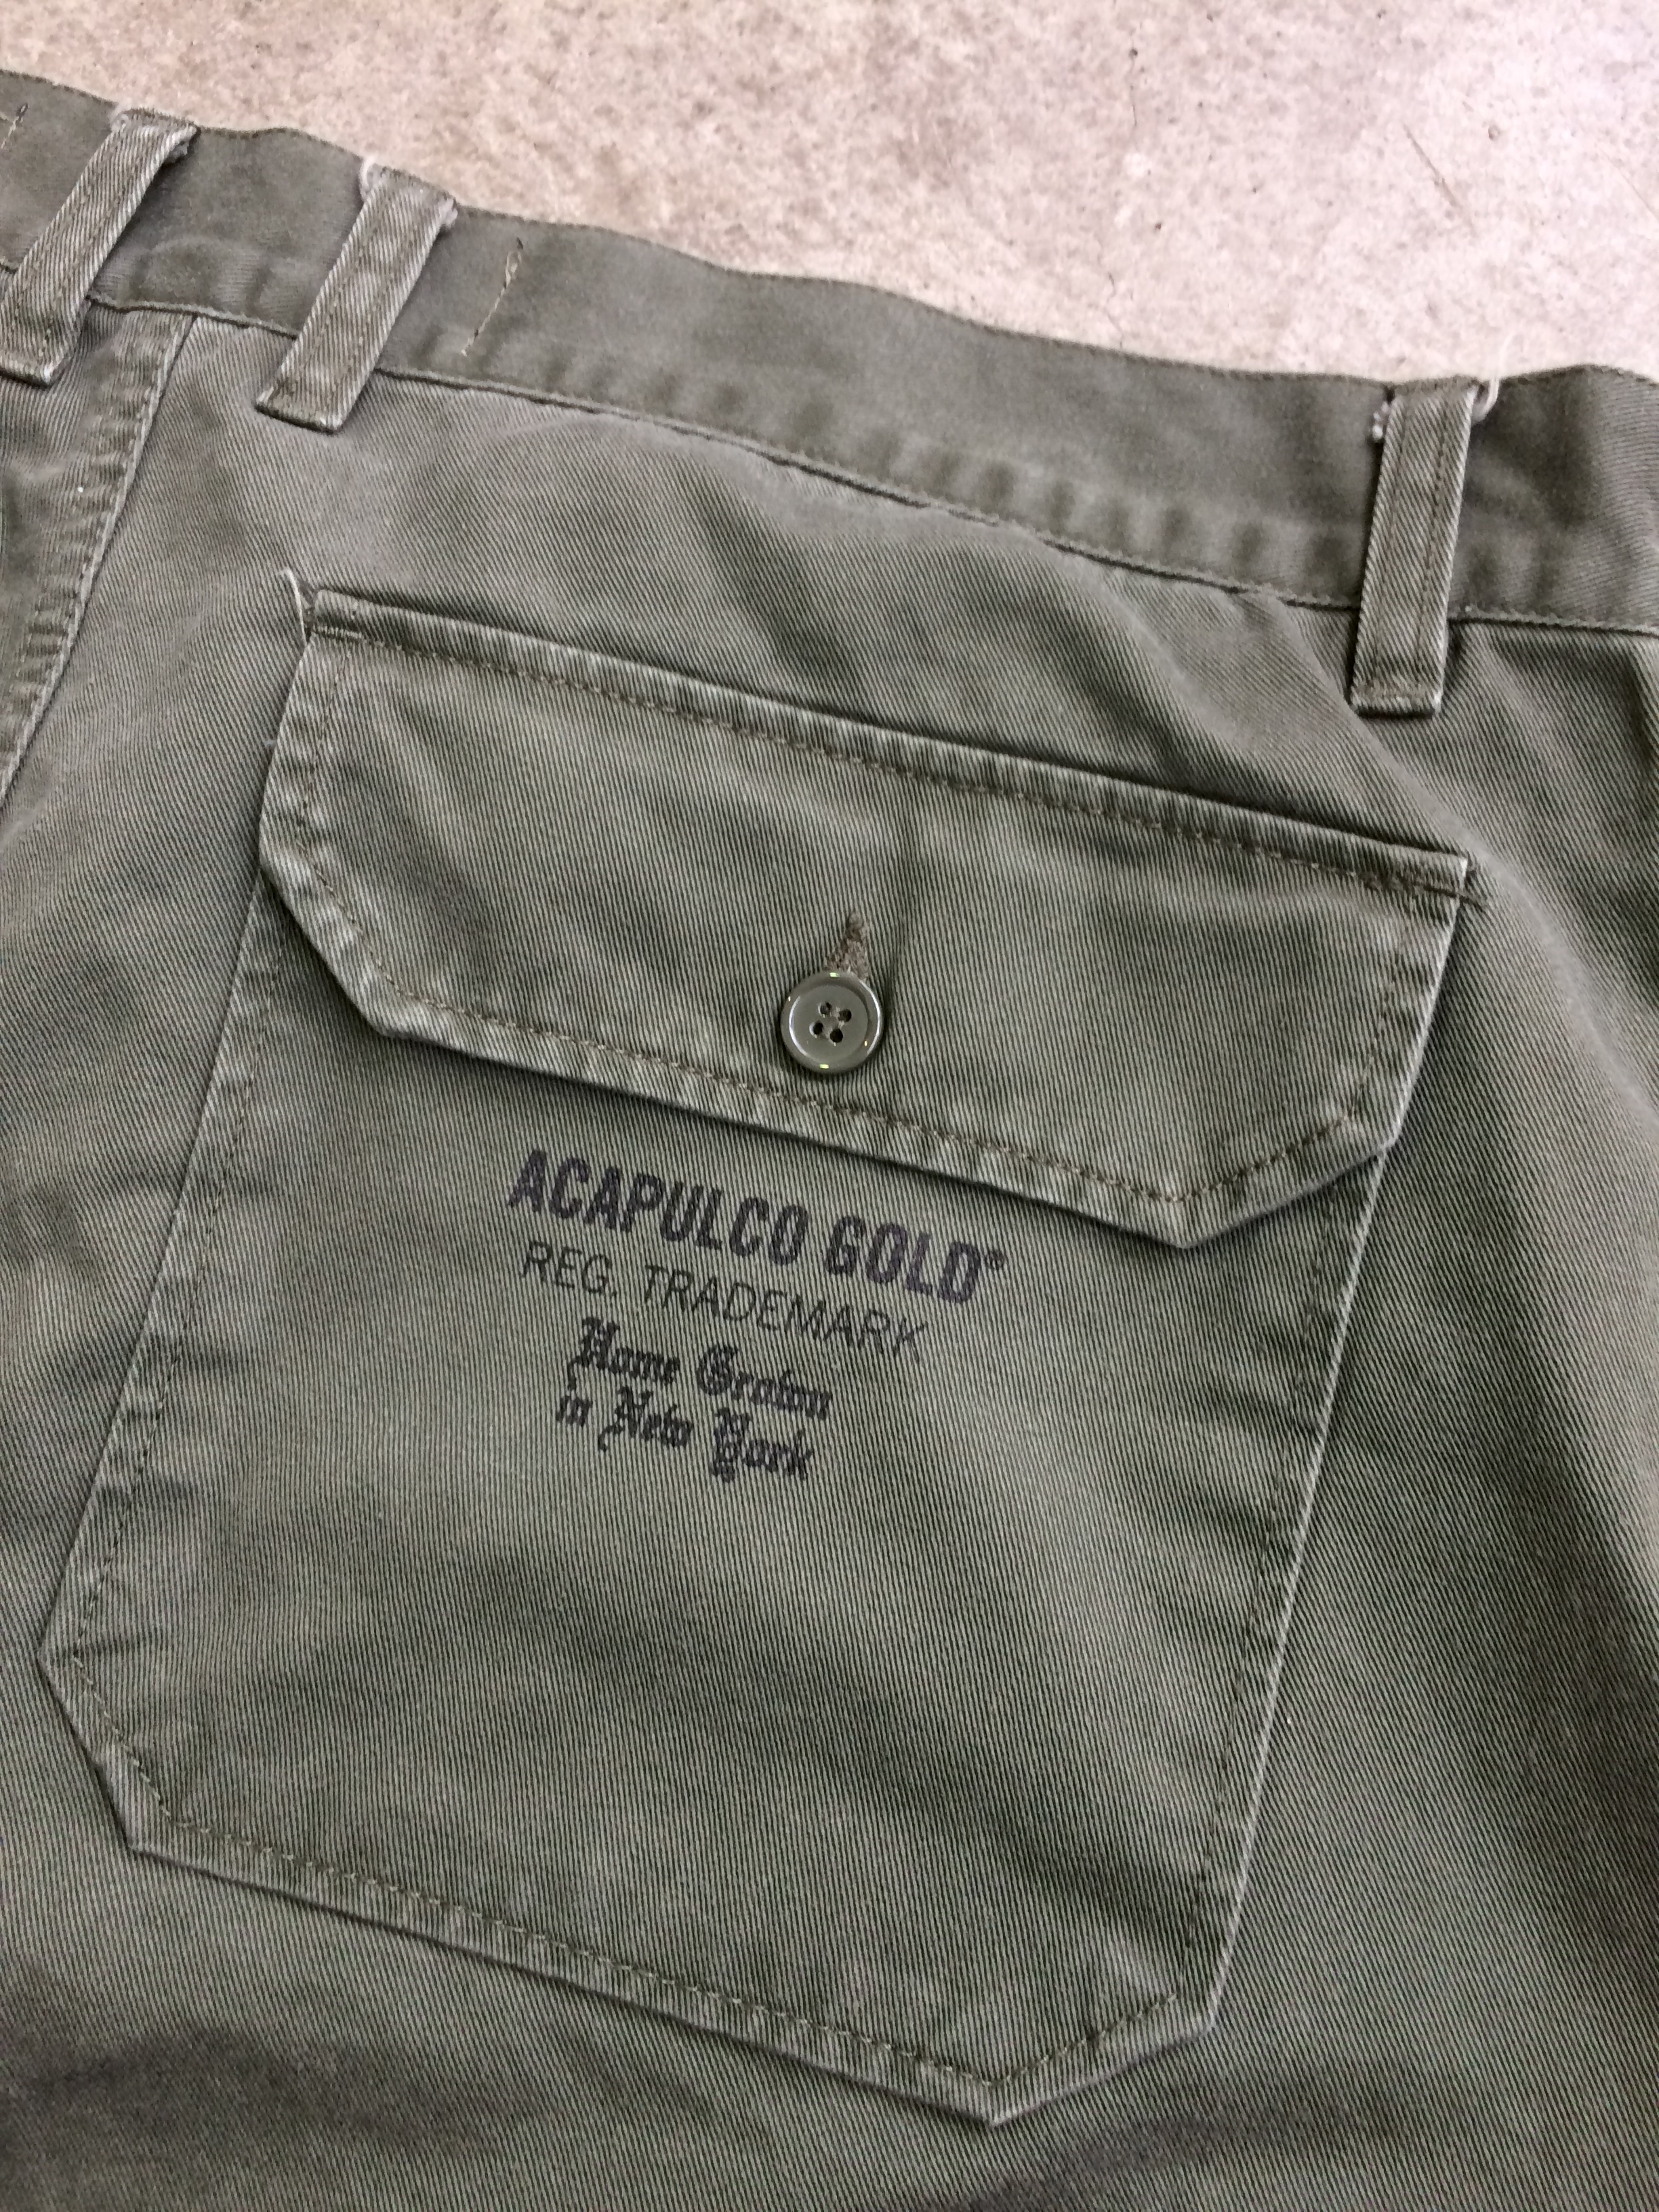 ACAPULCO GOLD®
REG. TRADEMARK
Home Grown
in New York